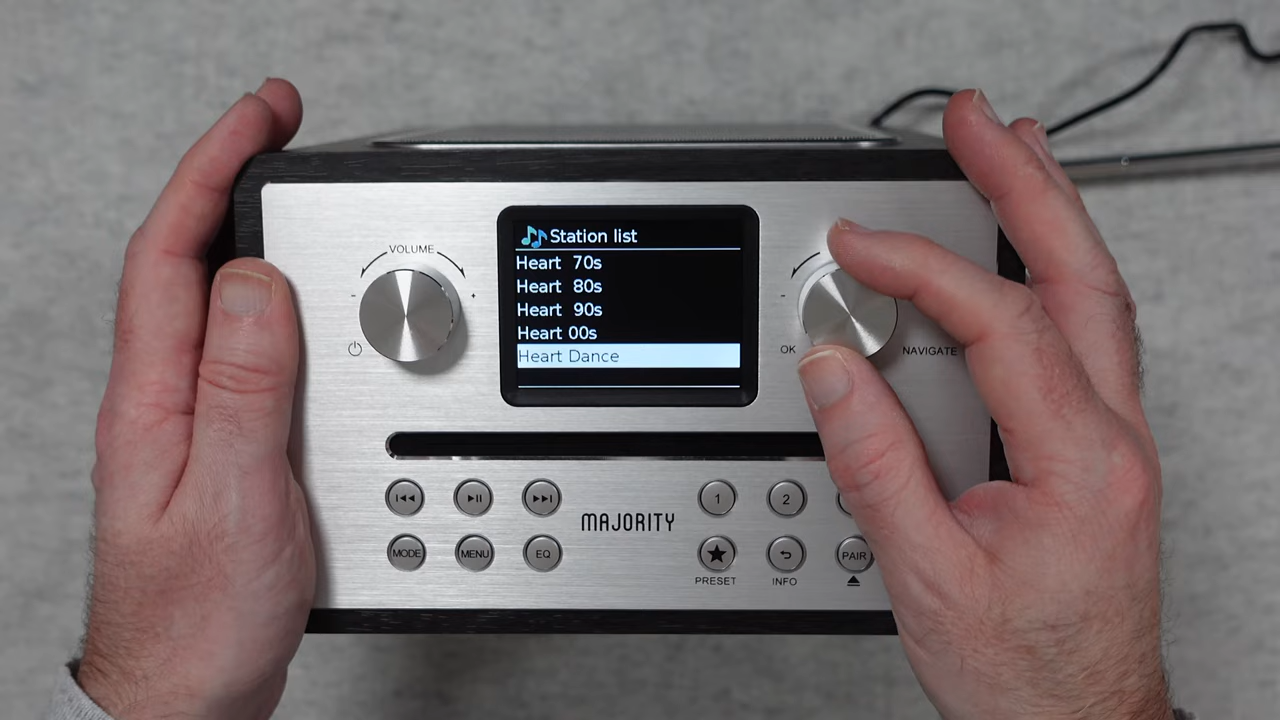 Station list
Heart 70s
Heart 80s
Heart 90s
Heart 00s
Heart Dance
VOLUME
- +
-
OK NAVIGATE
1 2
MAJORITY
MODE MENU EQ PAIR
PRESET INFO